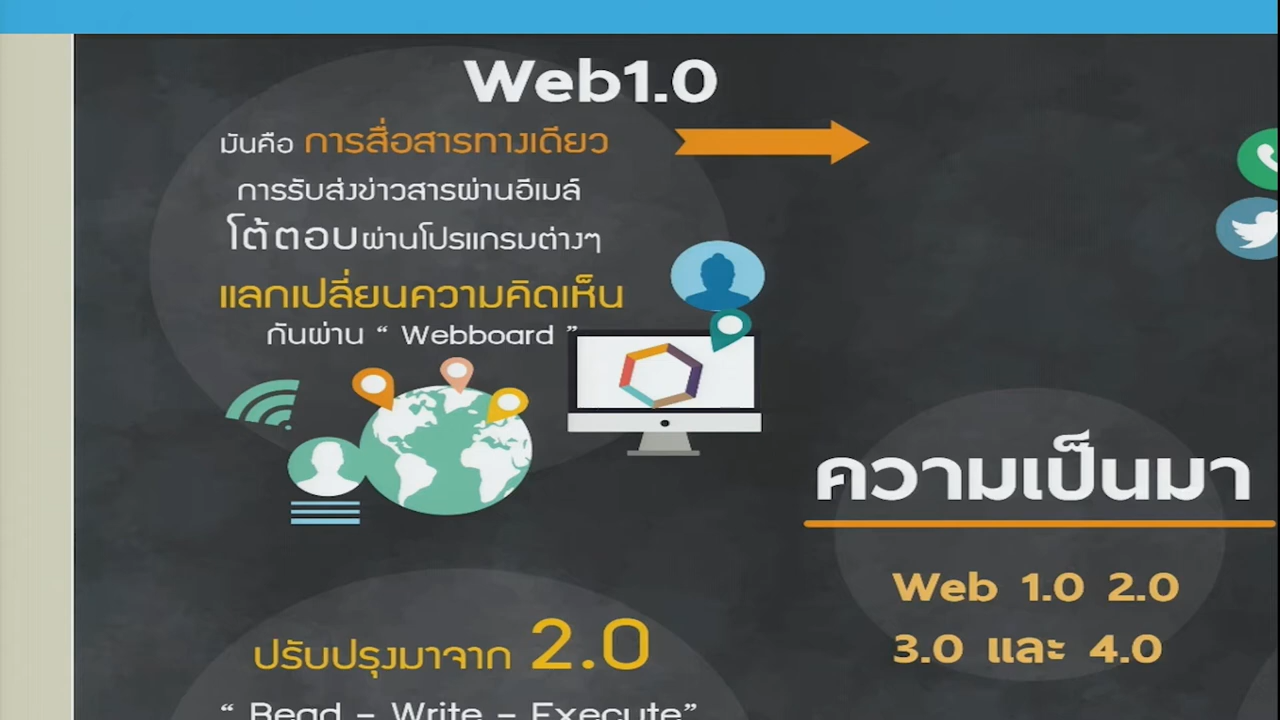 Web1.0
มันคือ การสื่อสารทางเดียว
การรับส่งข่าวสารผ่านอีเมล์
โต้ตอบผ่านโปรแกรมต่างๆ
แลกเปลี่ยนความคิดเห็น
กันผ่าน “ Webboard ”
ความเป็นมา
Web 1.0 2.0
3.0 และ 4.0
ปรับปรุงมาจาก 2.0
“ Read - Write - Execute”